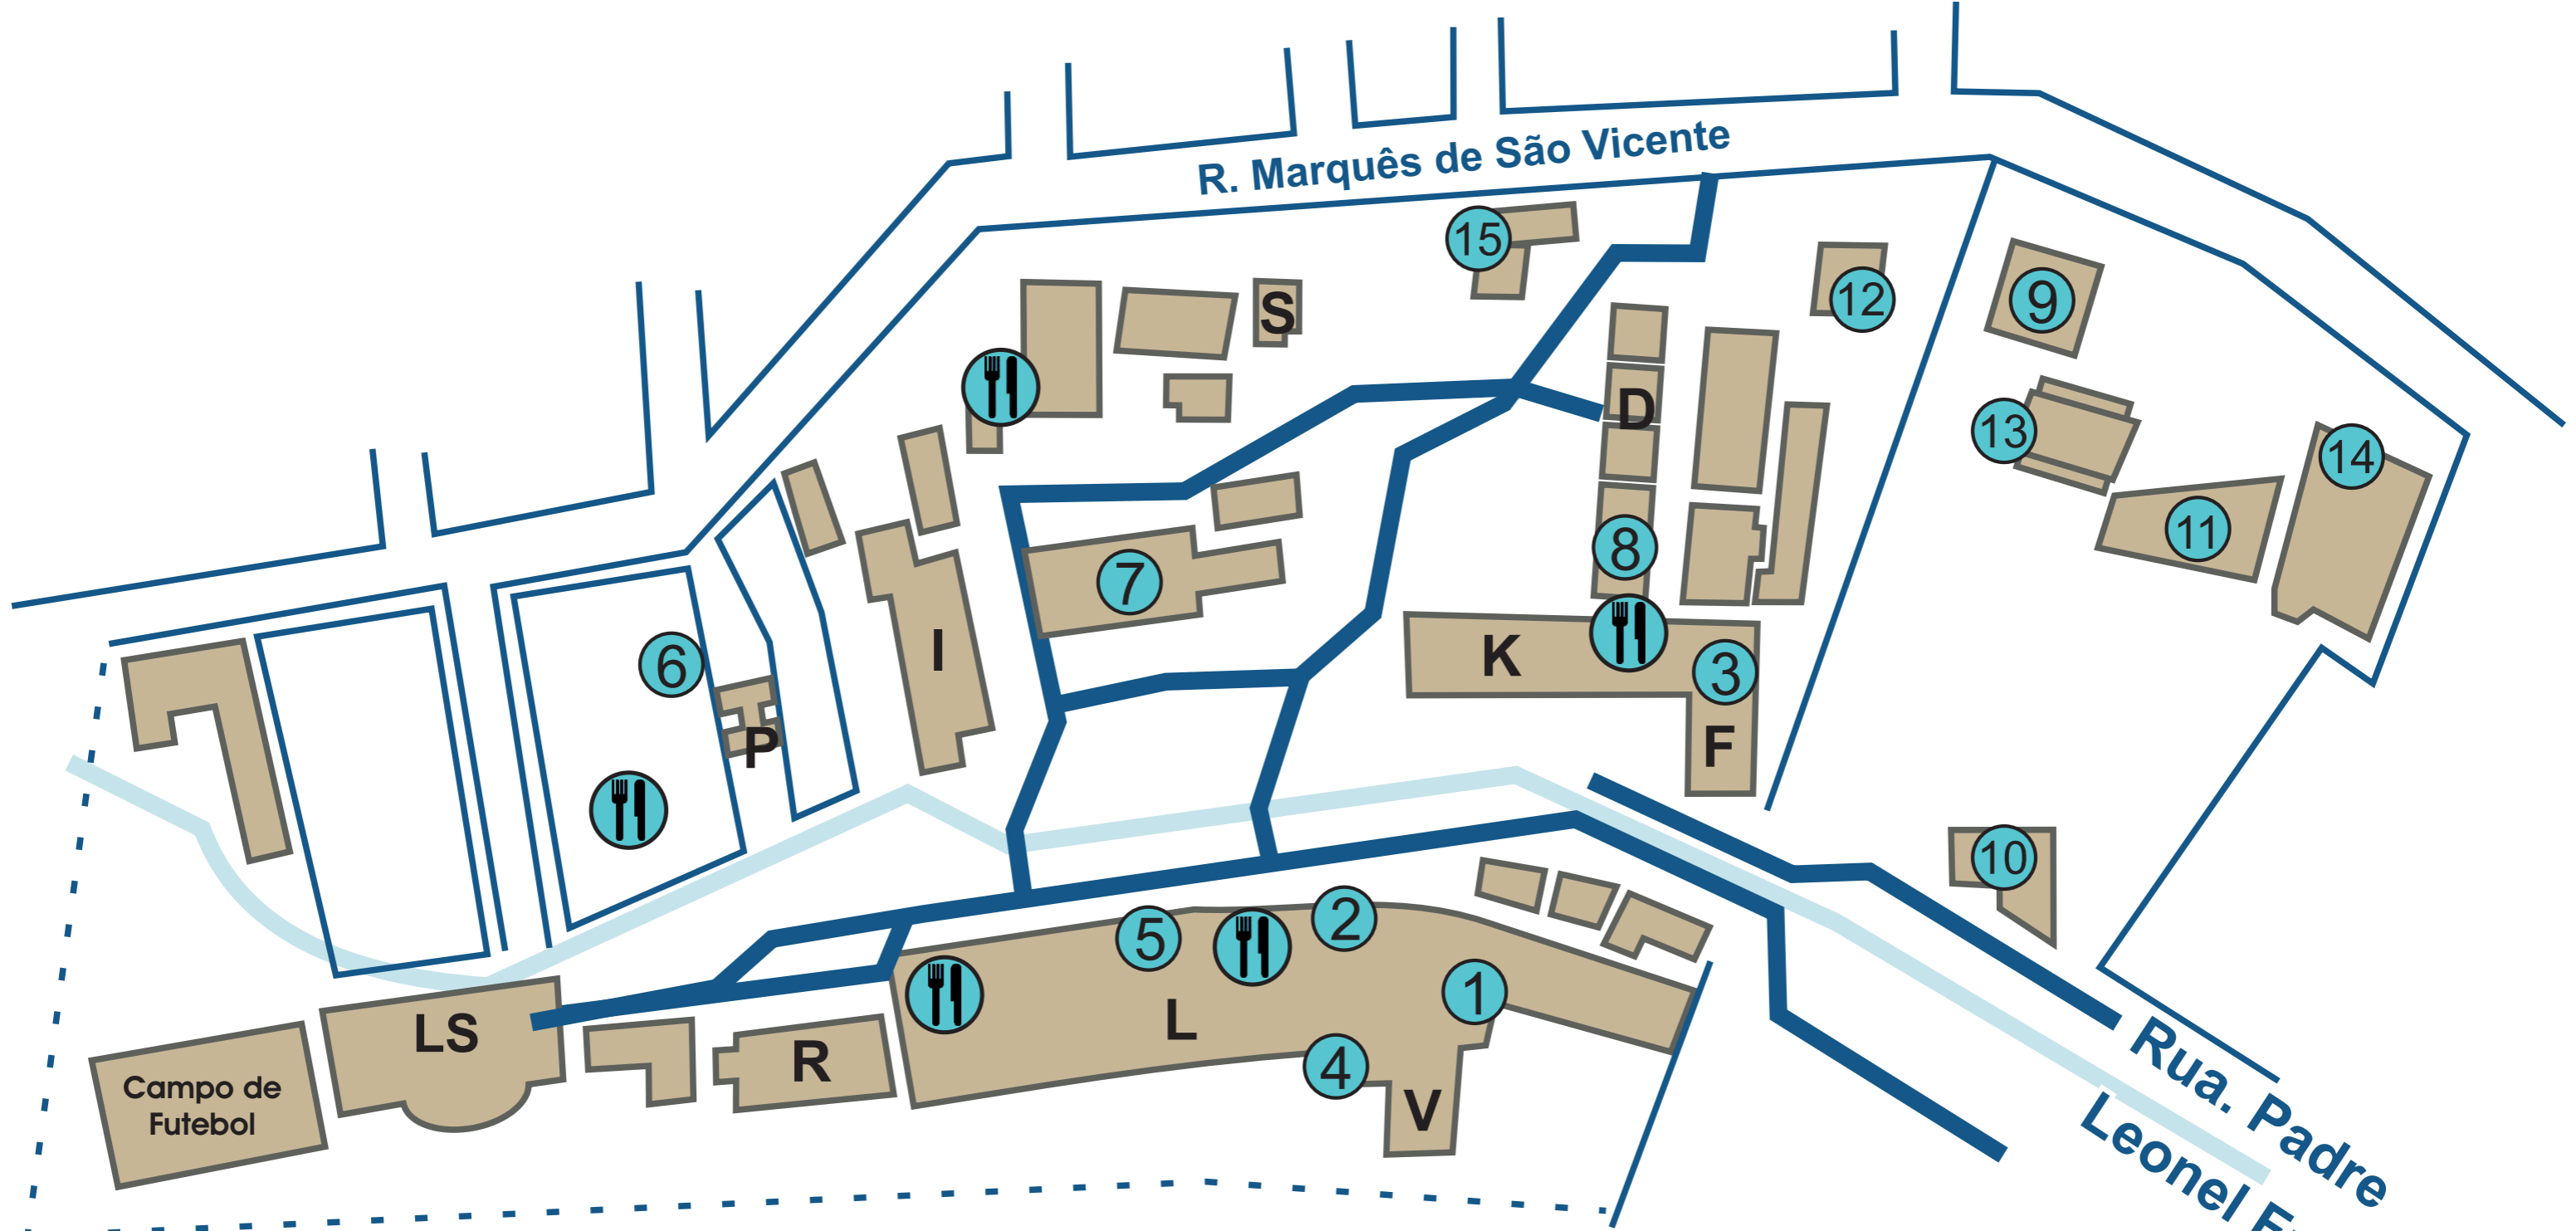 R. Marquês de São Vicente
15
12
9
S
D
13
14
11
8
7
6
I
K
3
P
F
10
5
2
1
L
LS
R
4
V
Campo de
Futebol
Rua. Padre
Leonel